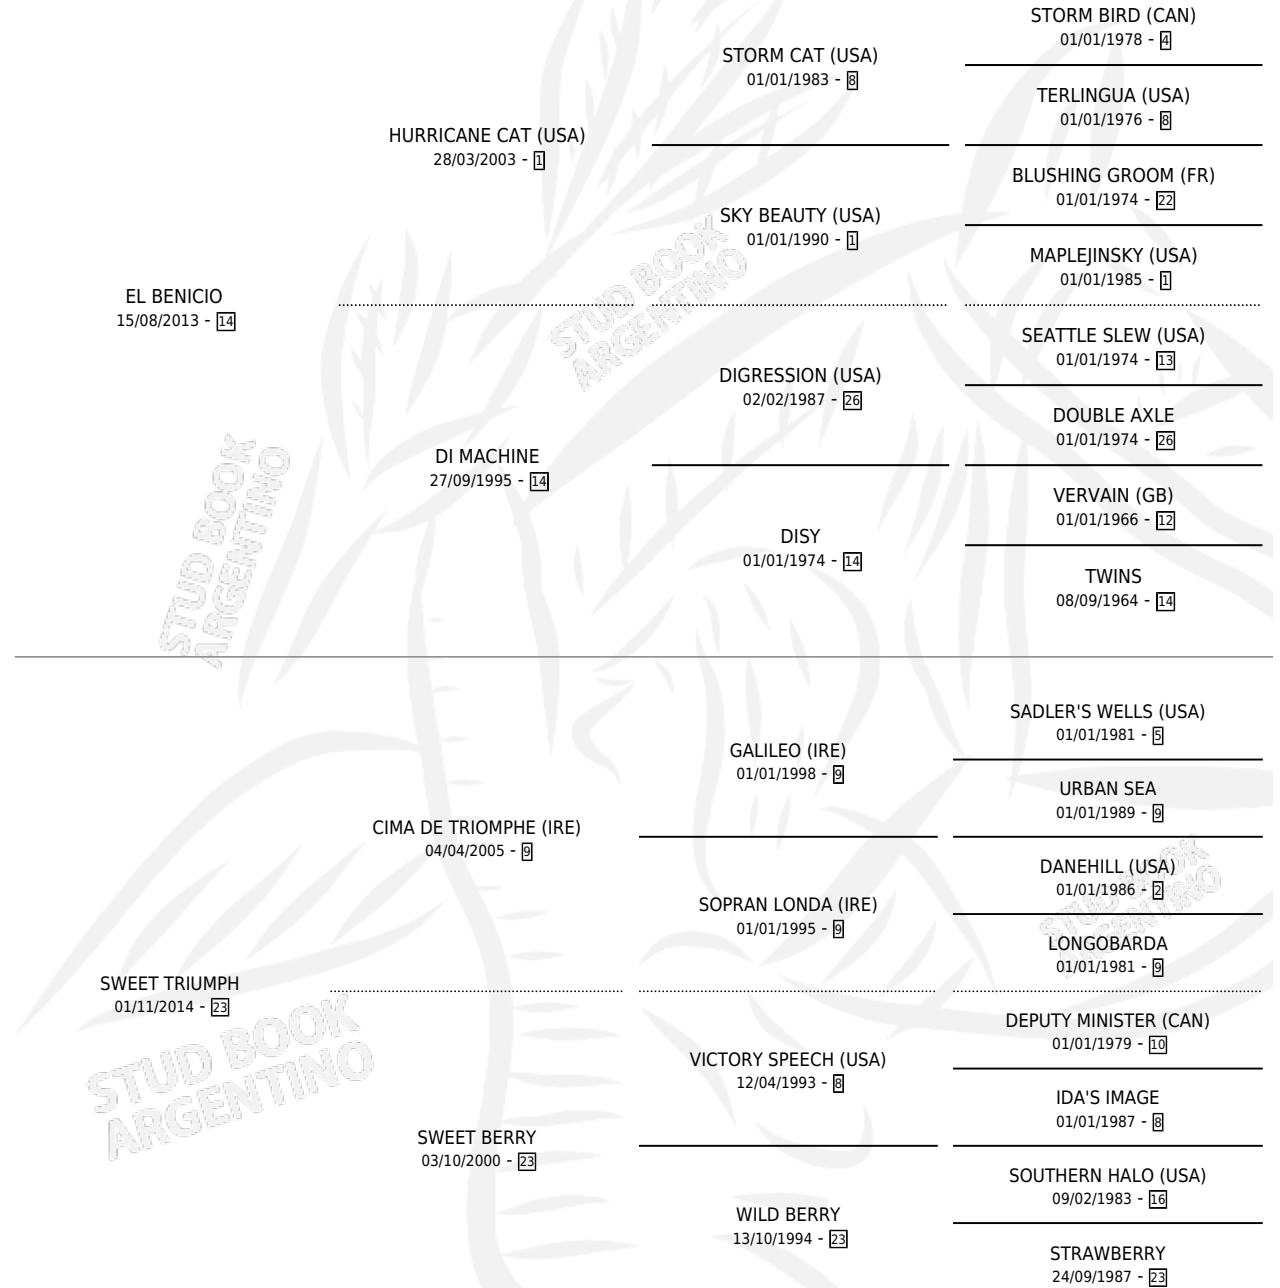 STORM BIRD (CAN)
01/01/1978 - 4
STORM CAT (USA)
01/01/1983 - 8
TERLINGUA (USA)
01/01/1976 - 8
HURRICANE CAT (USA)
28/03/2003 - 1
BLUSHING GROOM (FR)
01/01/1974 - 22
SKY BEAUTY (USA)
01/01/1990 - 1
MAPLEJINSKY (USA)
01/01/1985 - 1
EL BENICIO
15/08/2013 - 14
SEATTLE SLEW (USA)
01/01/1974 - 13
DIGRESSION (USA)
02/02/1987 - 26
DOUBLE AXLE
01/01/1974 - 26
DI MACHINE
27/09/1995 - 14
VERVAIN (GB)
01/01/1966 - 12
DISY
01/01/1974 - 14
TWINS
08/09/1964 - 14
SADLER'S WELLS (USA)
01/01/1981 - 5
GALILEO (IRE)
01/01/1998 - 9
URBAN SEA
01/01/1989 - 9
CIMA DE TRIOMPHE (IRE)
04/04/2005 - 9
DANEHILL (USA)
01/01/1986 - 2
SOPRAN LONDA (IRE)
01/01/1995 - 9
LONGOBARDA
01/01/1981 - 9
SWEET TRIUMPH
01/11/2014 - 23
DEPUTY MINISTER (CAN)
01/01/1979 - 10
VICTORY SPEECH (USA)
12/04/1993 - 8
IDA'S IMAGE
01/01/1987 - 8
SWEET BERRY
03/10/2000 - 23
SOUTHERN HALO (USA)
09/02/1983 - 16
WILD BERRY
13/10/1994 - 23
STRAWBERRY
24/09/1987 - 23
STUD BOOK
ARGENTINO
STUD BOOK
ARGENTINO
STUD BOOK
ARGENTINO
STUD BOOK
ARGENTINO